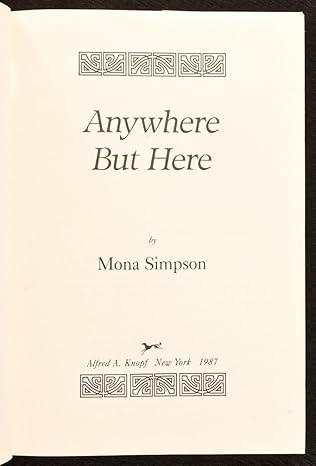 Anywhere
But Here
by
Mona Simpson
Alfred A. Knopf New York 1987